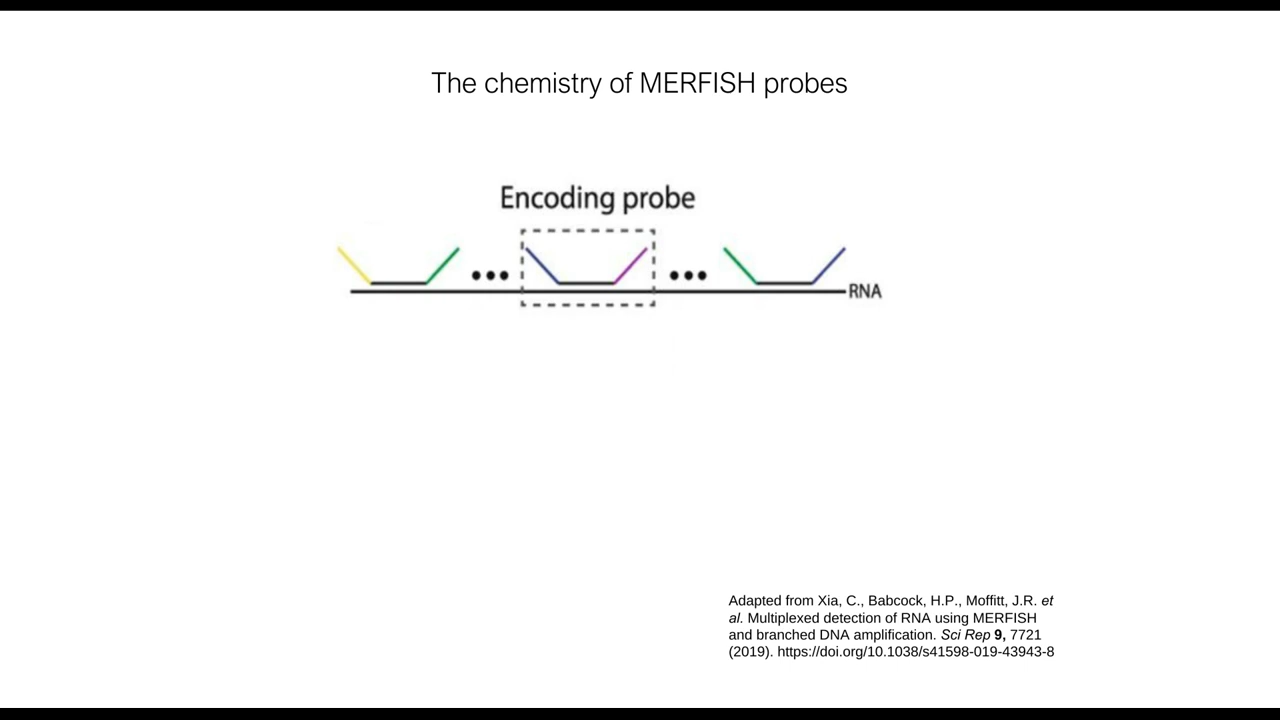 The chemistry of MERFISH probes
Encoding probe
RNA
Adapted from Xia, C., Babcock, H.P., Moffitt, J.R. et
al. Multiplexed detection of RNA using MERFISH
and branched DNA amplification. Sci Rep 9, 7721
(2019). https://doi.org/10.1038/s41598-019-43943-8